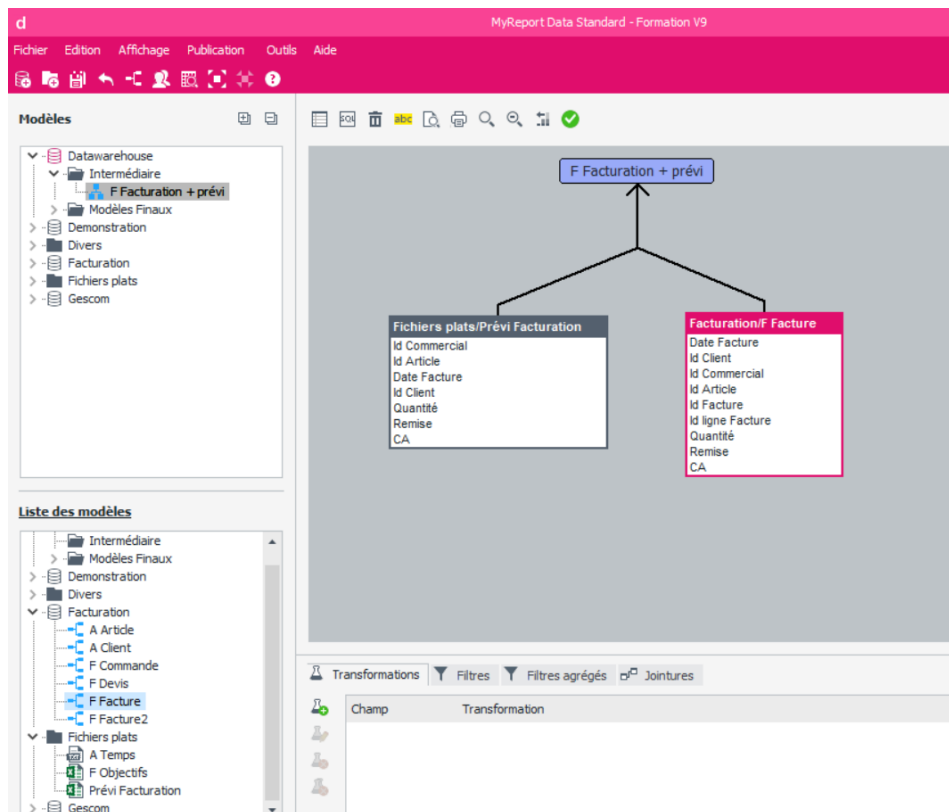 d
MyReport Data Standard - Formation V9
Fichier Edition Affichage Publication Outils Aide
Modèles
Datawarehouse
Intermédiaire
F Facturation + prévi
Modèles Finaux
Demonstration
Divers
Facturation
Fichiers plats
Gescom
Liste des modèles
Intermédiaire
Modèles Finaux
Demonstration
Divers
Facturation
A Article
A Client
F Commande
F Devis
F Facture
F Facture2
Fichiers plats
A Temps
F Objectifs
Prévi Facturation
Gescom
SQL
abc
F Facturation + prévi
Fichiers plats/Prévi Facturation
Id Commercial
Id Article
Date Facture
Id Client
Quantité
Remise
CA
Facturation/F Facture
Date Facture
Id Client
Id Commercial
Id Article
Id Facture
Id ligne Facture
Quantité
Remise
CA
Transformations Filtres Filtres agrégés Jointures
Champ Transformation